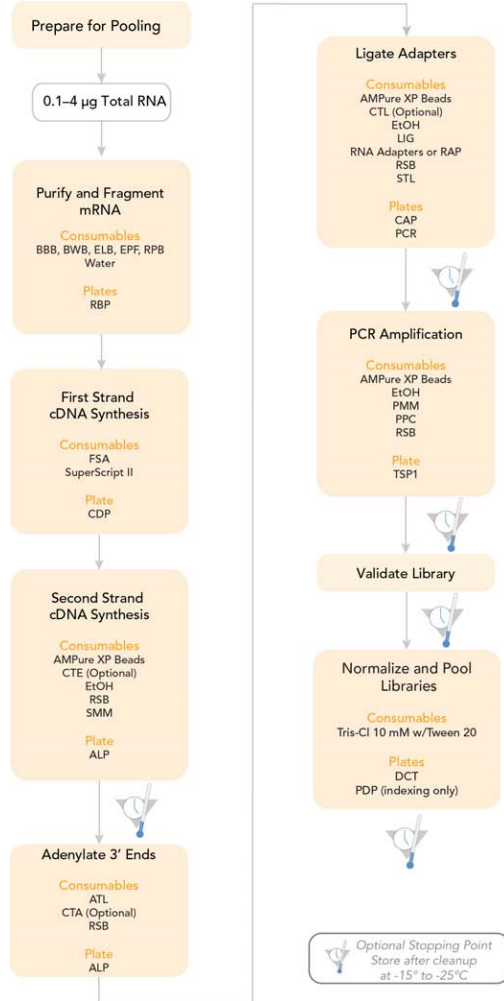 Prepare for Pooling
0.1–4 μg Total RNA
Purify and Fragment
mRNA
Consumables
BBB, BWB, ELB, EPF, RPB
Water
Plates
RBP
First Strand
cDNA Synthesis
Consumables
FSA
SuperScript II
Plate
CDP
Second Strand
cDNA Synthesis
Consumables
AMPure XP Beads
CTE (Optional)
EtOH
RSB
SMM
Plate
ALP
Adenylate 3’ Ends
Consumables
ATL
CTA (Optional)
RSB
Plate
ALP
Ligate Adapters
Consumables
AMPure XP Beads
CTL (Optional)
EtOH
LIG
RNA Adapters or RAP
RSB
STL
Plates
CAP
PCR
PCR Amplification
Consumables
AMPure XP Beads
EtOH
PMM
PPC
RSB
Plate
TSP1
Validate Library
Normalize and Pool
Libraries
Consumables
Tris-Cl 10 mM w/Tween 20
Plates
DCT
PDP (indexing only)
Optional Stopping Point
Store after cleanup
at -15° to -25°C